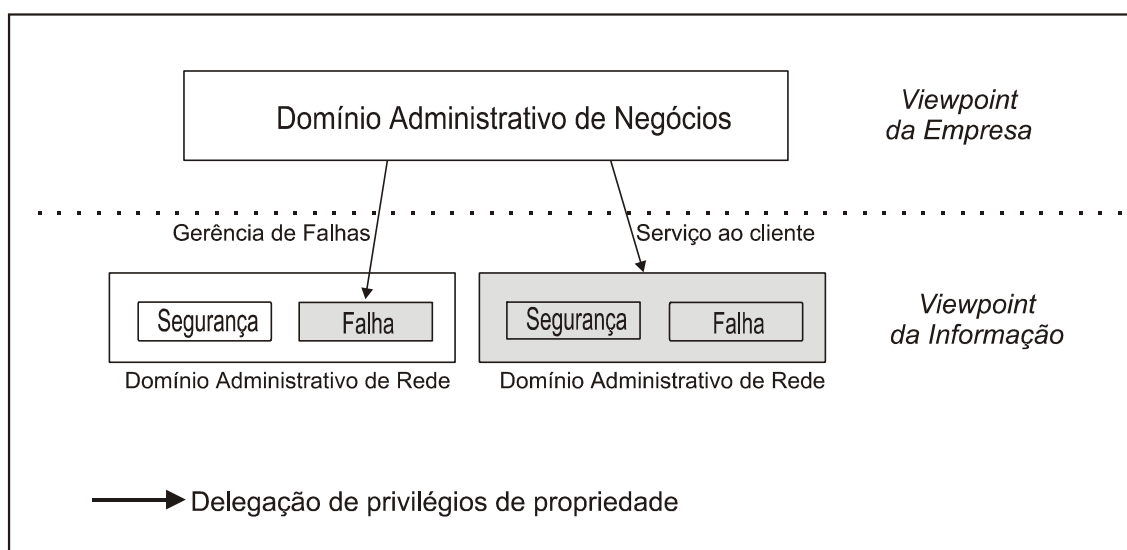 Domínio Administrativo de Negócios
Viewpoint
da Empresa
Gerência de Falhas
Serviço ao cliente
Segurança
Falha
Segurança
Falha
Viewpoint
da Informação
Domínio Administrativo de Rede
Domínio Administrativo de Rede
Delegação de privilégios de propriedade